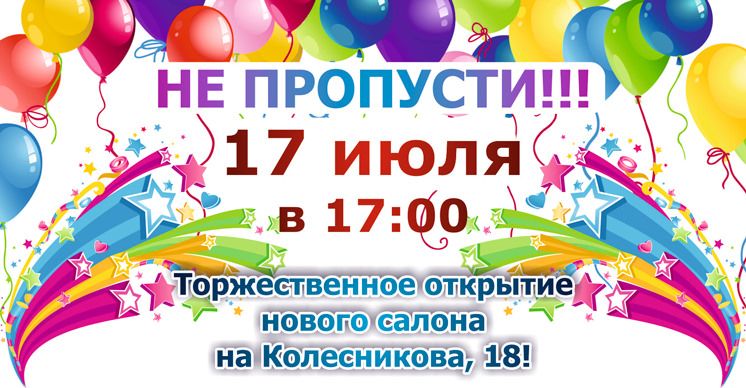 НЕ ПРОПУСТИ!!!
17 июля
в 17:00
Торжественное открытие
нового салона
на Колесникова, 18!